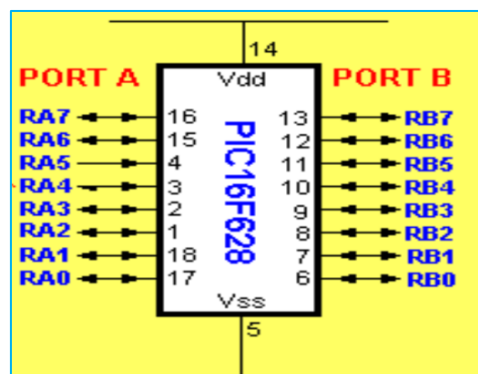 14
PORT A Vdd PORT B
RA7 16 13 RB7
RA6 15 12 RB6
RA5 4 11 RB5
RA4 3 10 RB4
RA3 2 9 RB3
RA2 1 8 RB2
RA1 18 7 RB1
RA0 17 6 RB0
PIC16F628
Vss
5